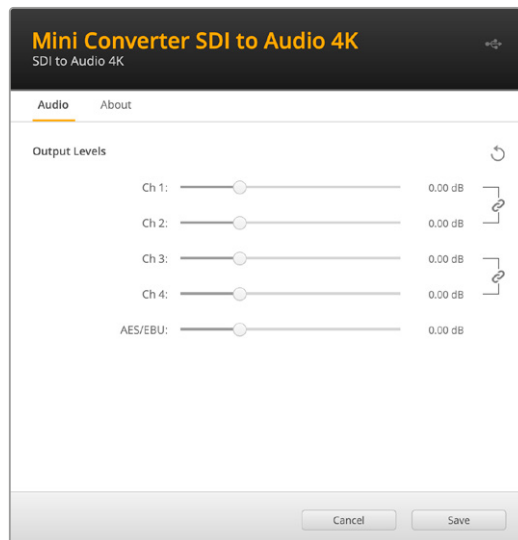 Mini Converter SDI to Audio 4K
SDI to Audio 4K
Audio About
Output Levels
Ch 1: 0.00 dB
Ch 2: 0.00 dB
Ch 3: 0.00 dB
Ch 4: 0.00 dB
AES/EBU: 0.00 dB
Cancel Save